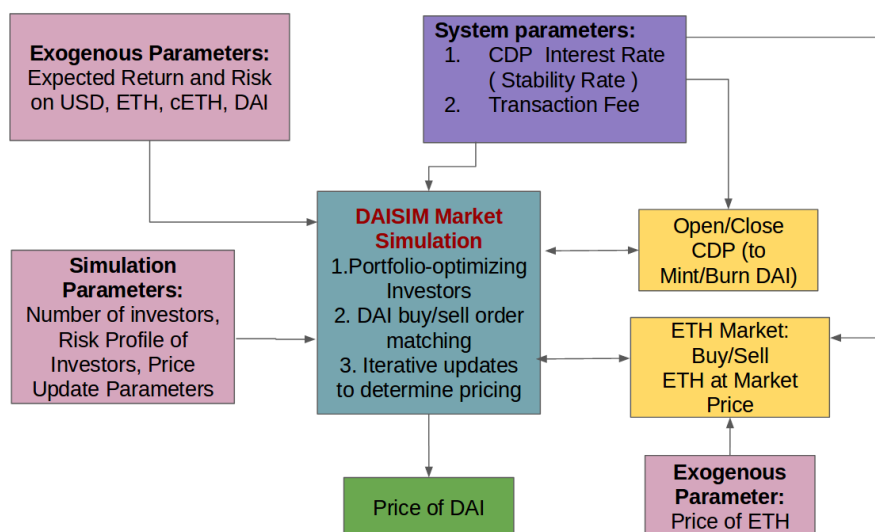 Exogenous Parameters:
Expected Return and Risk
on USD, ETH, cETH, DAI
System parameters:
1. CDP Interest Rate
( Stability Rate )
2. Transaction Fee
DAISIM Market
Simulation
1.Portfolio-optimizing
Investors
2. DAI buy/sell order
matching
3. Iterative updates
to determine pricing
Open/Close
CDP (to
Mint/Burn DAI)
Simulation
Parameters:
Number of investors,
Risk Profile of
Investors, Price
Update Parameters
ETH Market:
Buy/Sell
ETH at Market
Price
Price of DAI
Exogenous
Parameter:
Price of ETH